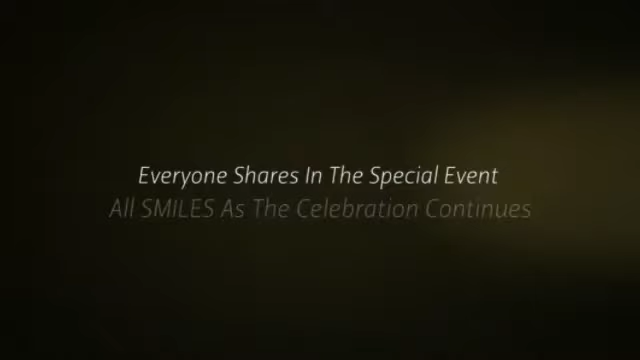 Everyone Shares In The Special Event
All SMILES As The Celebration Continues